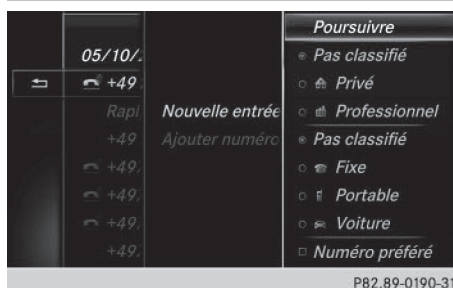 Poursuivre
05/10/
Pas classifié
+49
Privé
Rapl
Nouvelle entrée
Professionnel
+49
Ajouter numéro
Pas classifié
+49
Fixe
+49
Portable
+49
Voiture
+49
Numéro préféré
P82.89-0190-31